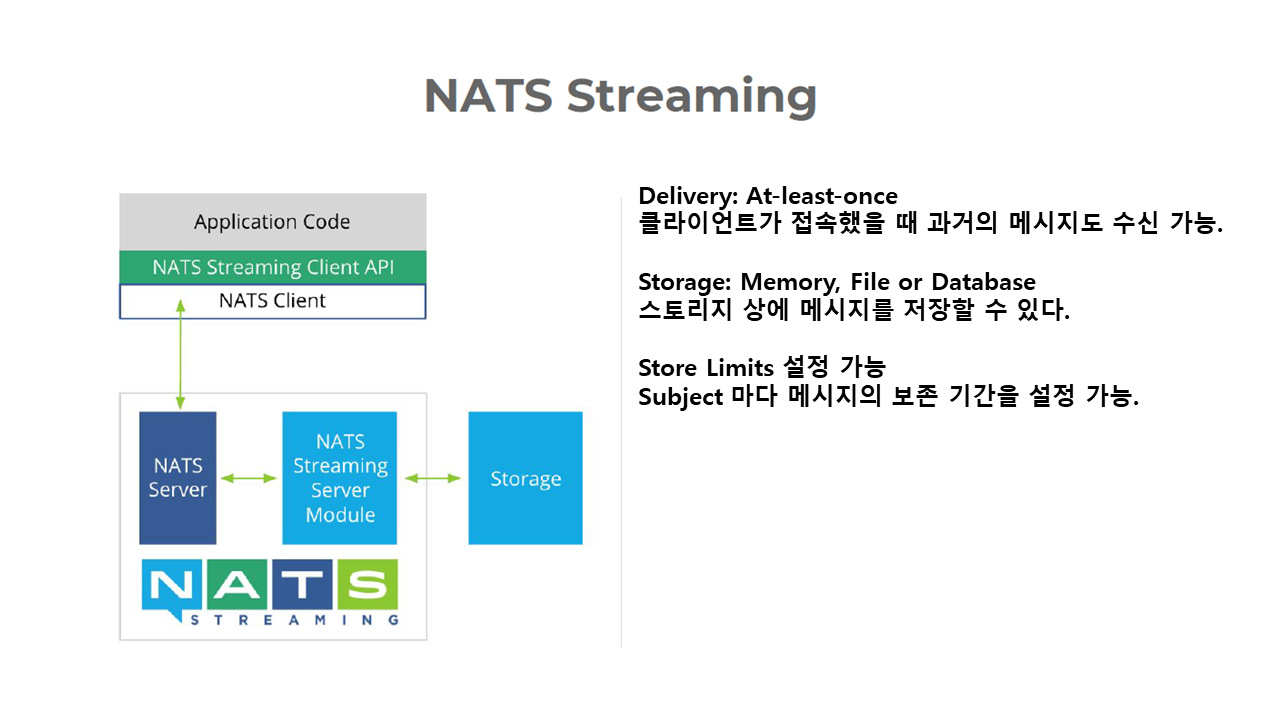 NATS Streaming
Application Code
NATS Streaming Client API
NATS Client
NATS
Server
NATS
Streaming
Server
Module
Storage
NATS
STREAMING
Delivery: At-least-once
클라이언트가 접속했을 때 과거의 메시지도 수신 가능.
Storage: Memory, File or Database
스토리지 상에 메시지를 저장할 수 있다.
Store Limits 설정 가능
Subject 마다 메시지의 보존 기간을 설정 가능.